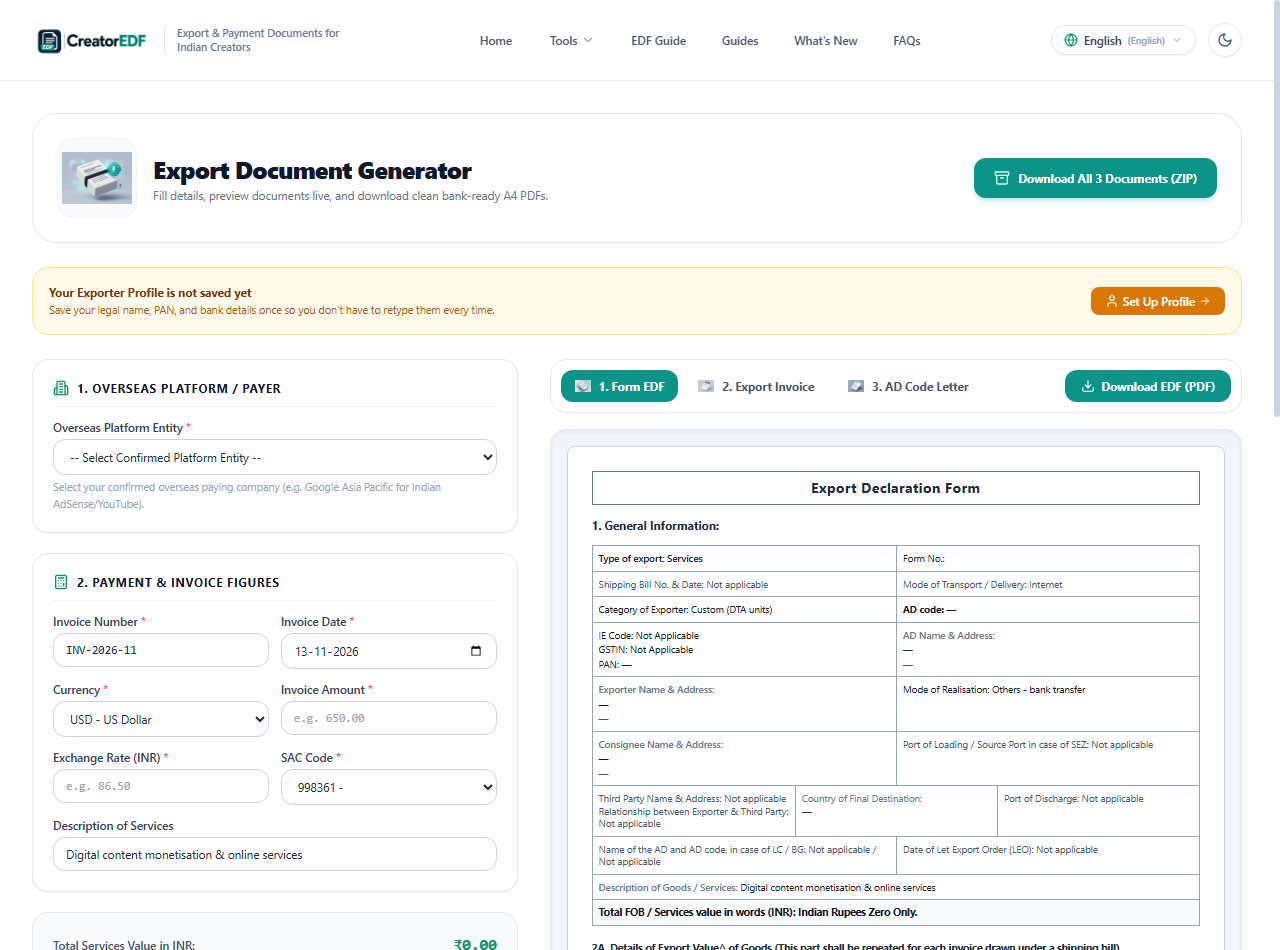 CreatorEDF
Export & Payment Documents for
Indian Creators
Home
Tools
EDF Guide
Guides
What's New
FAQs
English (English)
Export Document Generator
Fill details, preview documents live, and download clean bank-ready A4 PDFs.
Download All 3 Documents (ZIP)
Your Exporter Profile is not saved yet
Save your legal name, PAN, and bank details once so you don't have to retype them every time.
Set Up Profile →
1. OVERSEAS PLATFORM / PAYER
Overseas Platform Entity *
-- Select Confirmed Platform Entity --
Select your confirmed overseas paying company (e.g. Google Asia Pacific for Indian
AdSense/YouTube).
2. PAYMENT & INVOICE FIGURES
Invoice Number *
Invoice Date *
INV-2026-11
13-11-2026
Currency *
Invoice Amount *
USD - US Dollar
e.g. 650.00
Exchange Rate (INR) *
SAC Code *
e.g. 86.50
998361 -
Description of Services
Digital content monetisation & online services
Total Services Value in INR:
₹0.00
1. Form EDF
2. Export Invoice
3. AD Code Letter
Download EDF (PDF)
Export Declaration Form
1. General Information:
Type of export: Services
Form No.:
Shipping Bill No. & Date: Not applicable
Mode of Transport / Delivery: Internet
Category of Exporter: Custom (DTA units)
AD code: —
IE Code: Not Applicable
GSTIN: Not Applicable
PAN: —
AD Name & Address:
—
—
Exporter Name & Address:
—
—
Mode of Realisation: Others - bank transfer
Consignee Name & Address:
—
—
Port of Loading / Source Port in case of SEZ: Not applicable
Third Party Name & Address: Not applicable
Relationship between Exporter & Third Party:
Not applicable
Country of Final Destination:
—
Port of Discharge: Not applicable
Name of the AD and AD code, in case of LC / BG: Not applicable /
Not applicable
Date of Let Export Order (LEO): Not applicable
Description of Goods / Services: Digital content monetisation & online services
Total FOB / Services value in words (INR): Indian Rupees Zero Only.
2A. Details of Export Value^ of Goods (This part shall be repeated for each invoice drawn under a shipping bill)